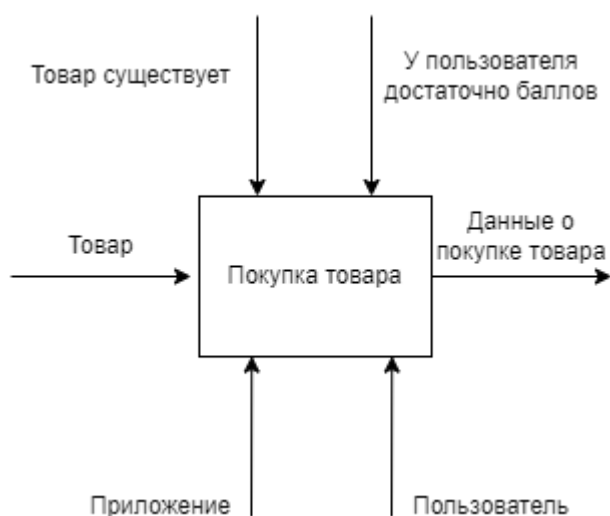 Товар существует
У пользователя
достаточно баллов
Товар
Покупка товара
Данные о
покупке товара
Приложение
Пользователь